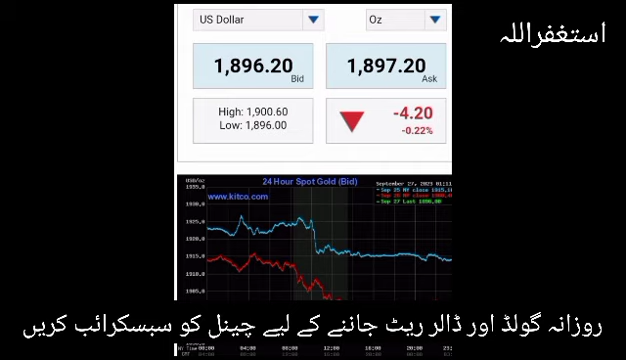 استغفراللہ
US Dollar
Oz
1,896.20
Bid
1,897.20
Ask
High: 1,900.60
Low: 1,896.00
-4.20
-0.22%
24 Hour Spot Gold (Bid)
www.kitco.com
روزانہ گولڈ اور ڈالر ریٹ جاننے کے لیے چینل کو سبسکرائب کریں